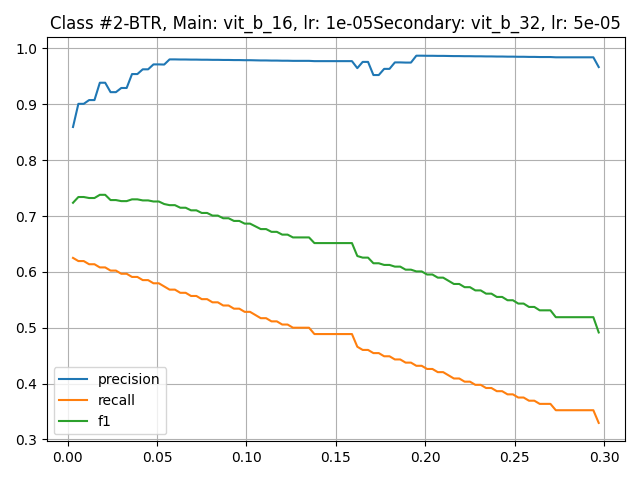 Class #2-BTR, Main: vit_b_16, lr: 1e-05Secondary: vit_b_32, lr: 5e-05
1.0
0.9
0.8
0.7
0.6
0.5
0.4
0.3
precision
recall
f1
0.00 0.05 0.10 0.15 0.20 0.25 0.30